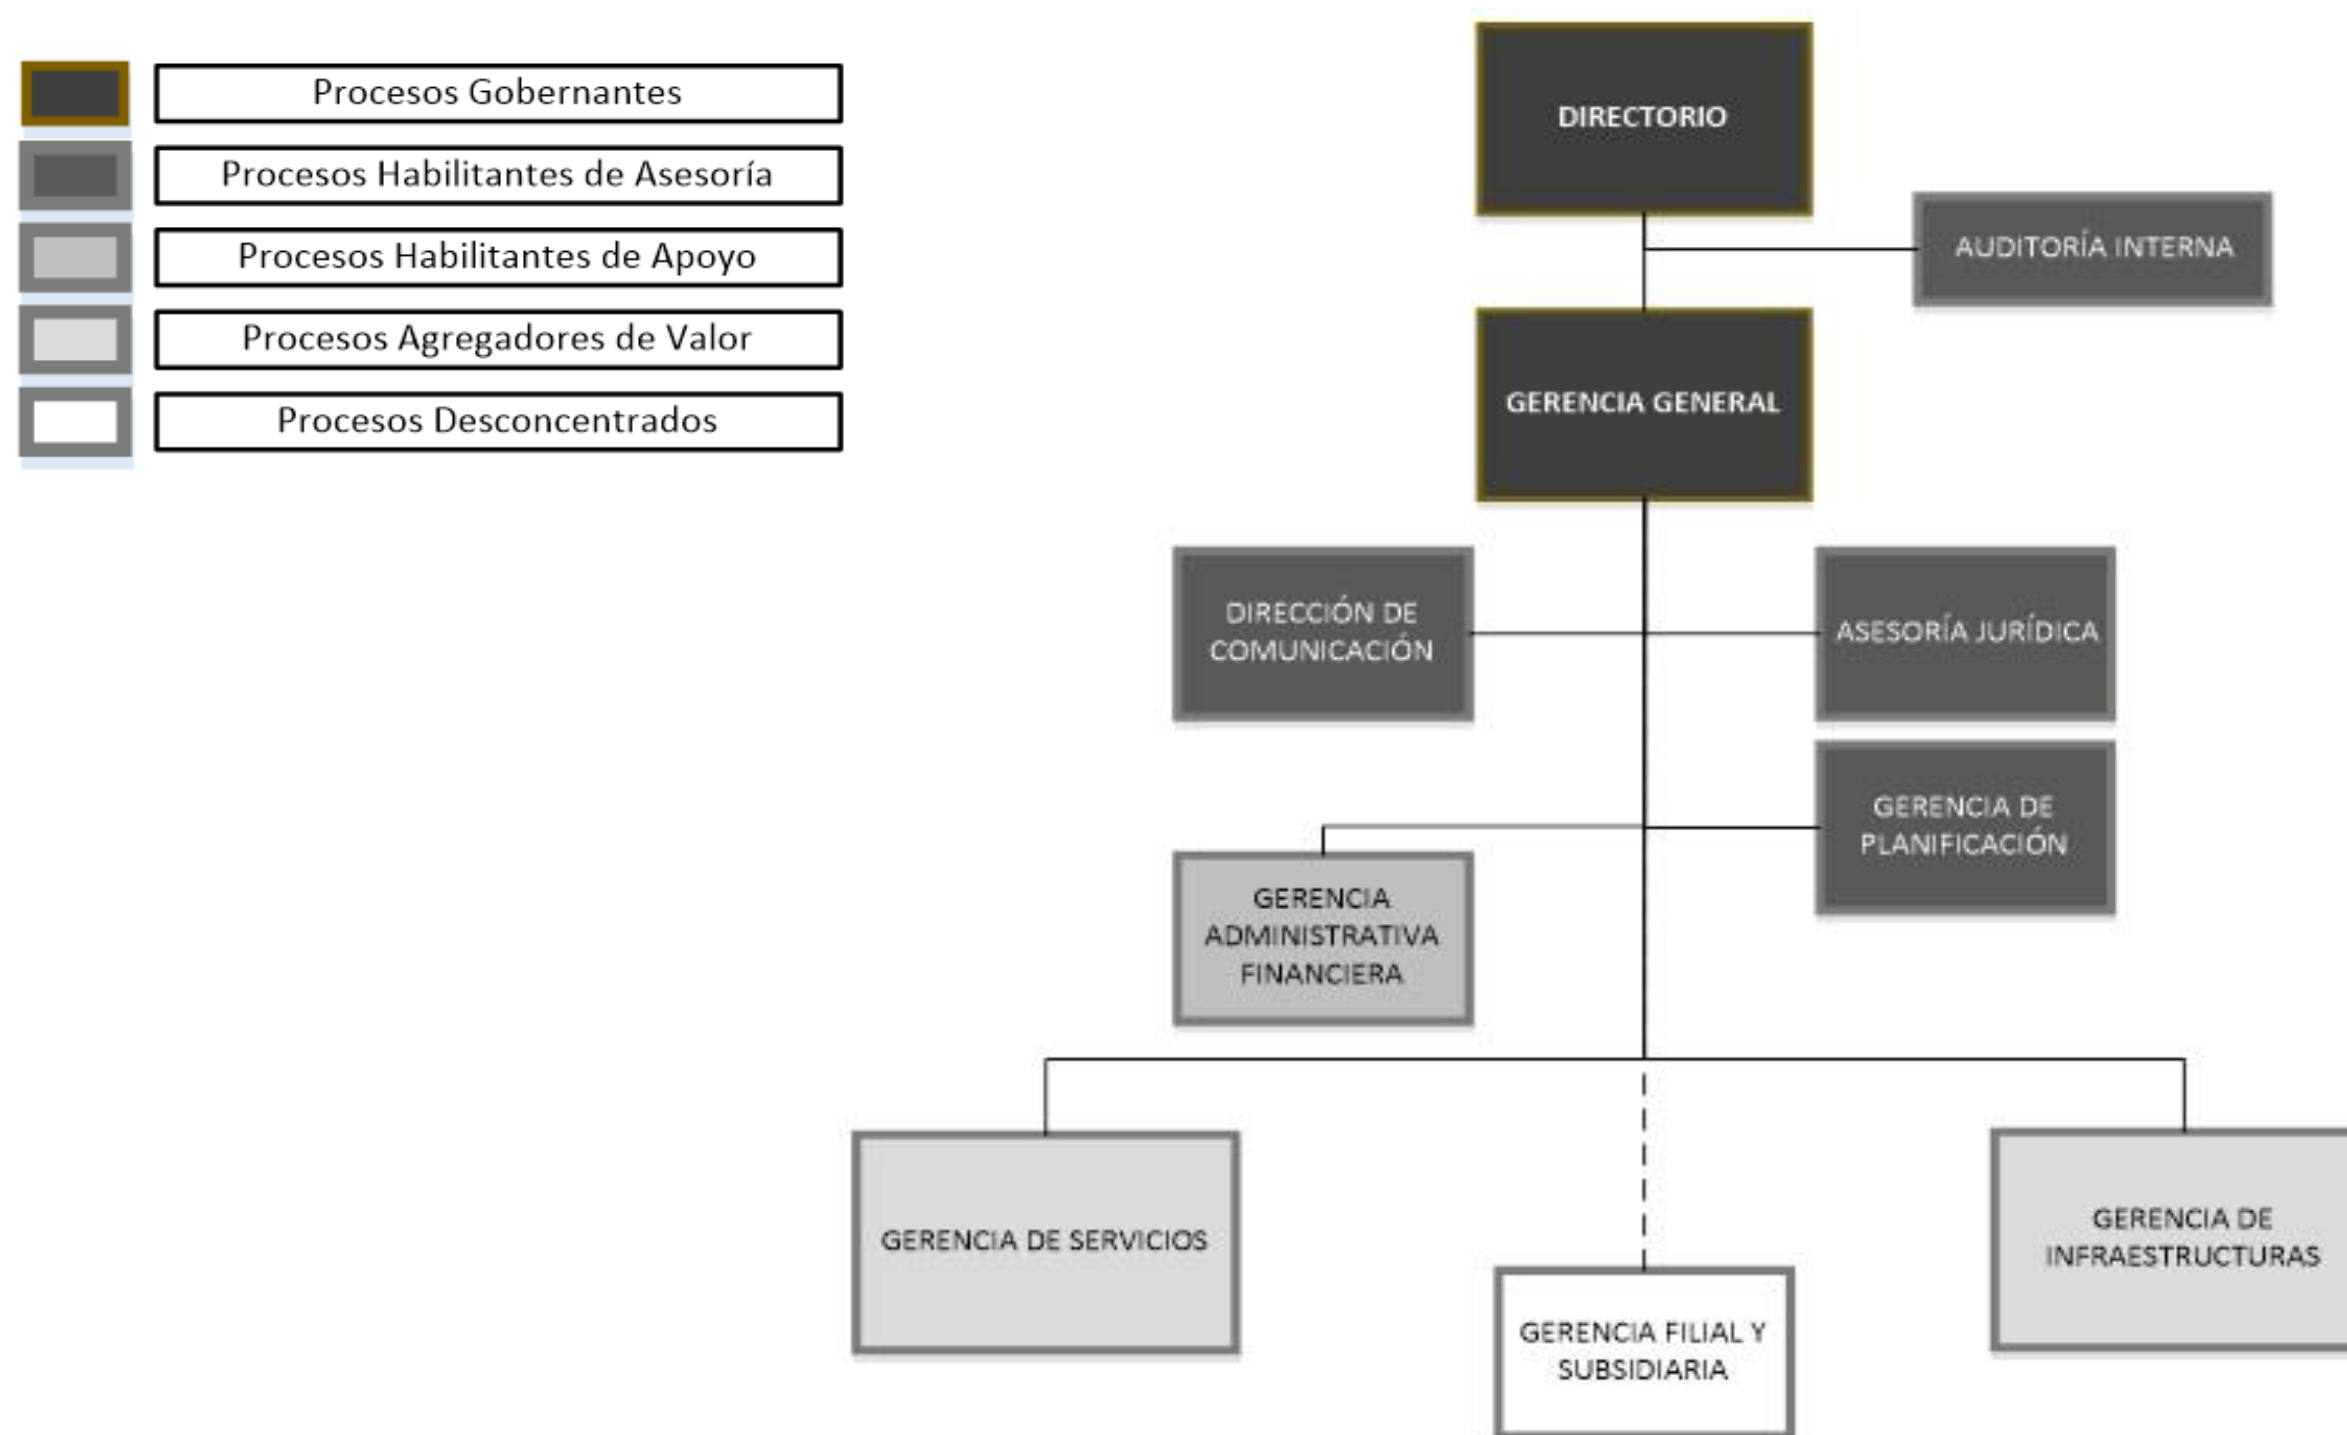 Procesos Gobernantes
Procesos Habilitantes de Asesoría
Procesos Habilitantes de Apoyo
Procesos Agregadores de Valor
Procesos Desconcentrados
DIRECTORIO
AUDITORÍA INTERNA
GERENCIA GENERAL
DIRECCIÓN DE
COMUNICACIÓN
ASESORÍA JURÍDICA
GERENCIA DE
PLANIFICACIÓN
GERENCIA
ADMINISTRATIVA
FINANCIERA
GERENCIA DE SERVICIOS
GERENCIA FILIAL Y
SUBSIDIARIA
GERENCIA DE
INFRAESTRUCTURAS